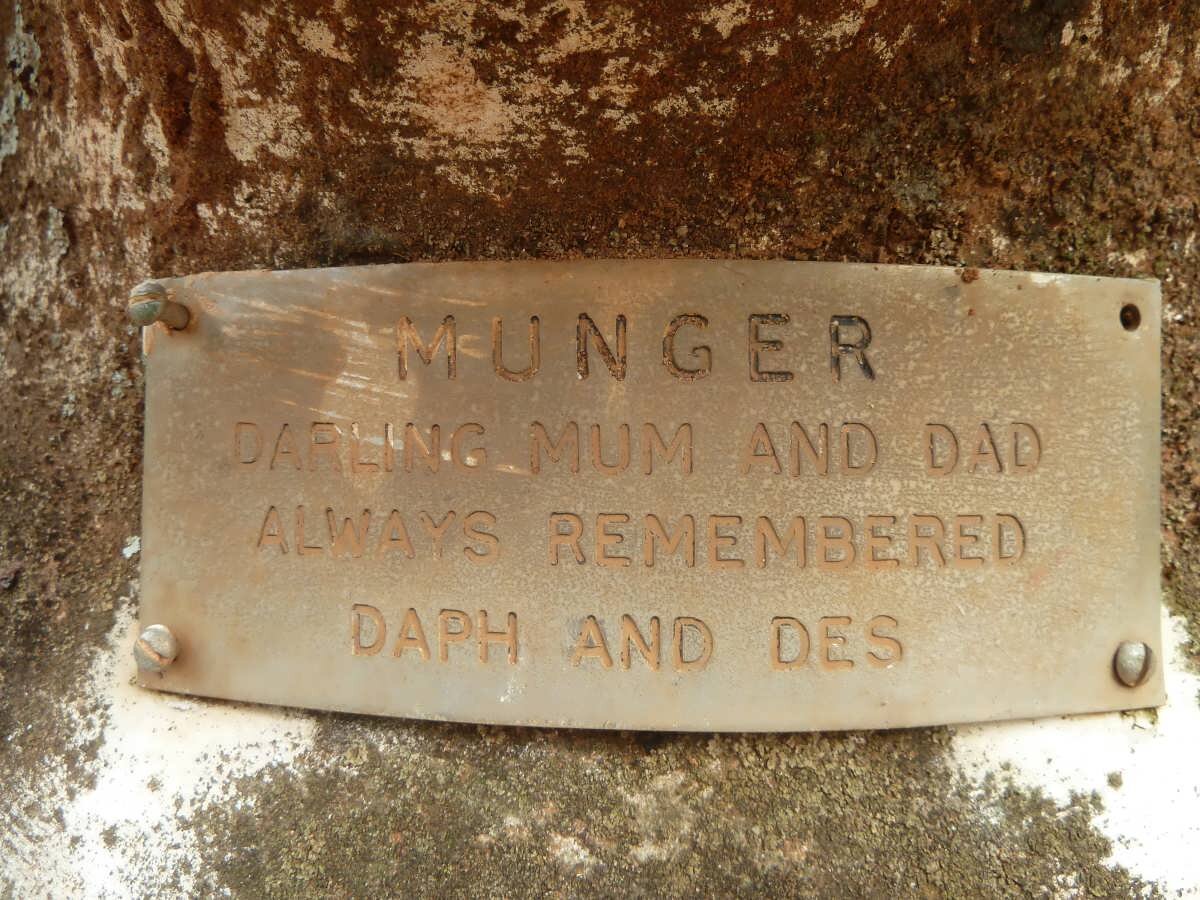 MUNGER
DARLING MUM AND DAD
ALWAYS REMEMBERED
DAPH AND DES